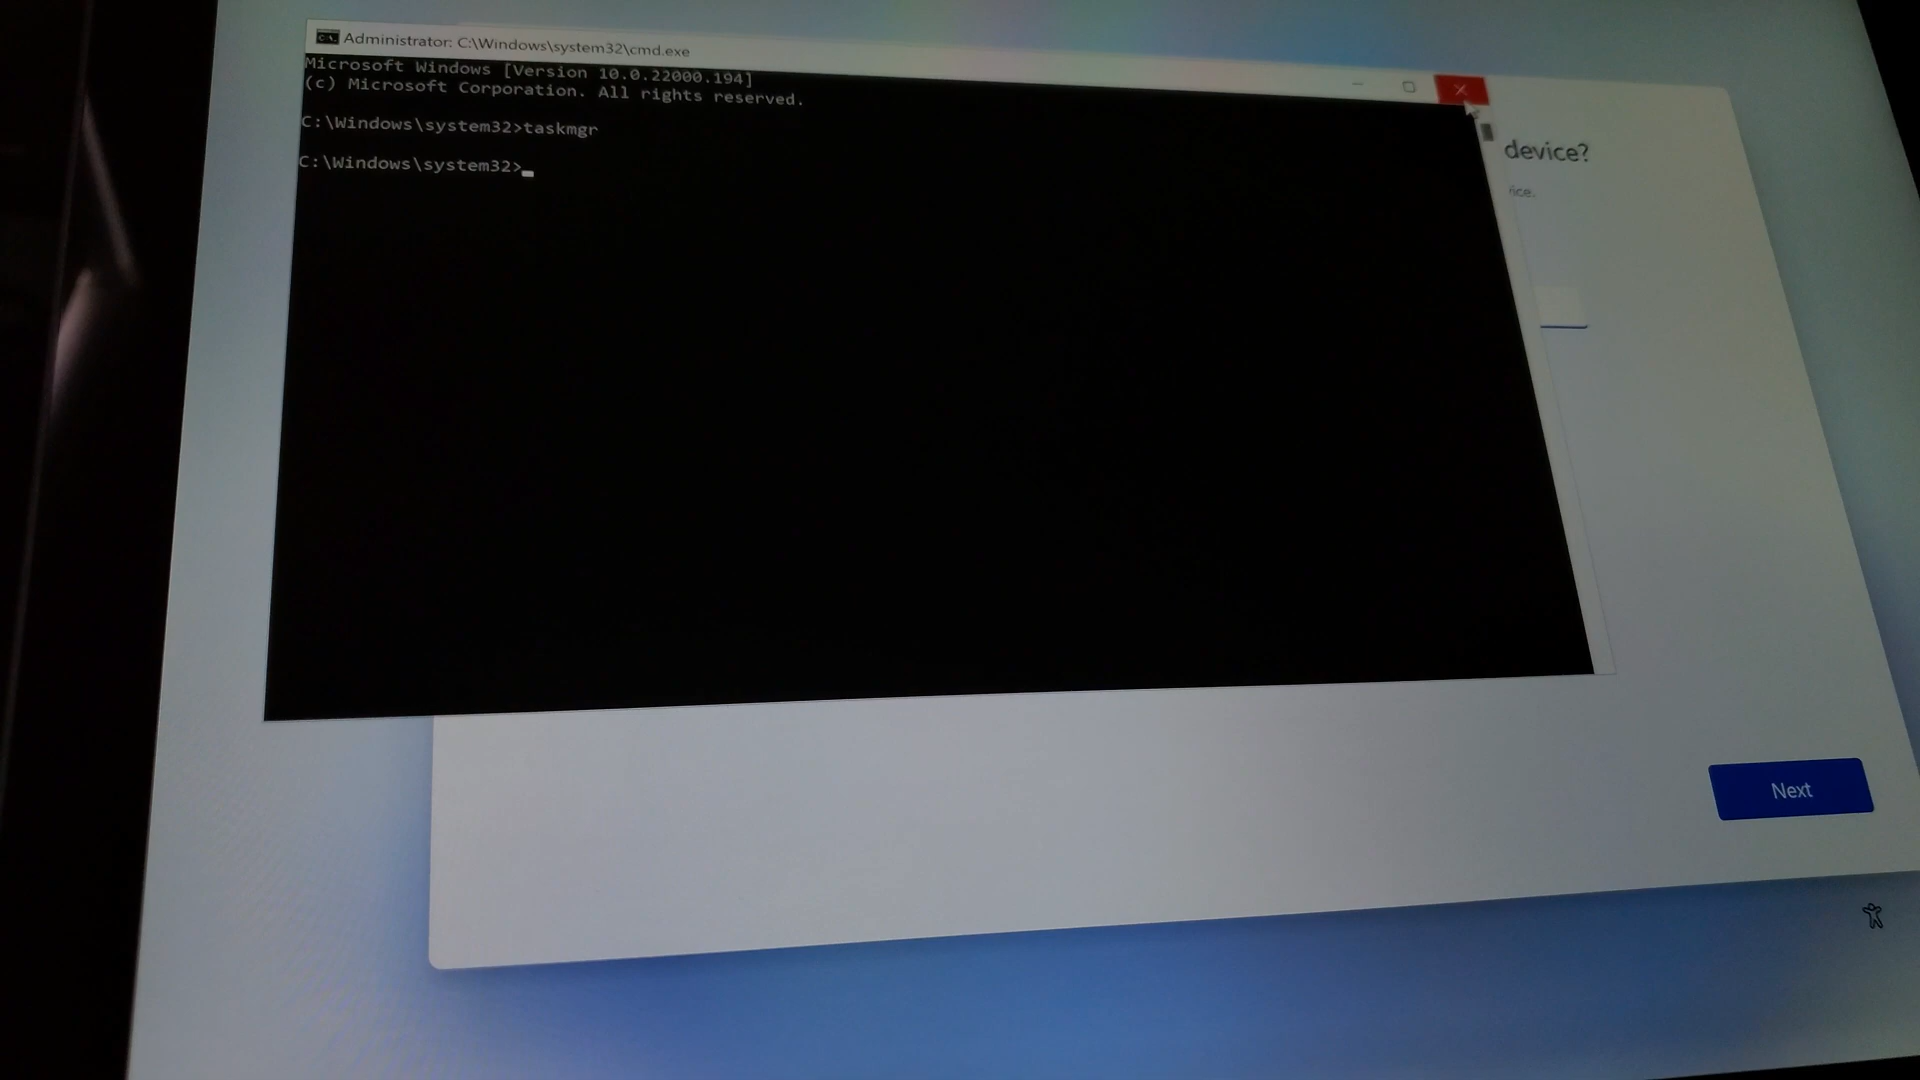 Administrator: C:\Windows\system32\cmd.exe
Microsoft Windows [Version 10.0.22000.194]
(c) Microsoft Corporation. All rights reserved.
C:\Windows\system32>taskmgr
C:\Windows\system32>
device?
ice.
Next